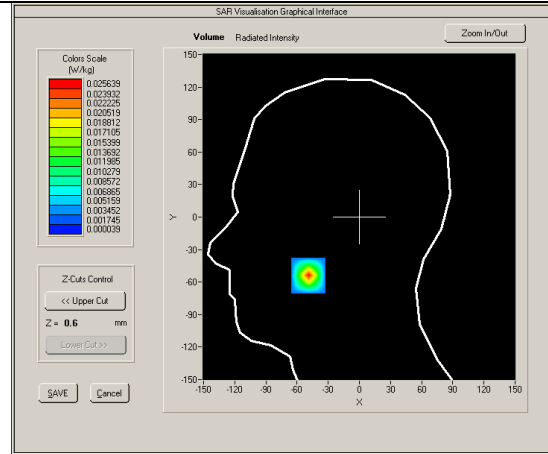 SAR Visualisation Graphical Interface
Volume Radiated Intensity
Zoom In/Out
Colors Scale
(W/kg)
0.025639
0.023932
0.022225
0.020519
0.018812
0.017105
0.015399
0.013692
0.011985
0.010279
0.008572
0.006865
0.005159
0.003452
0.001745
0.000039
Z-Cuts Control
<< Upper Cut
Z = 0.6 mm
Lower Cut >>
SAVE Cancel
150
120
90
60
30
0
-30
-60
-90
-120
-150
Y
-150 -120 -90 -60 -30 0 30 60 90 120 150
X